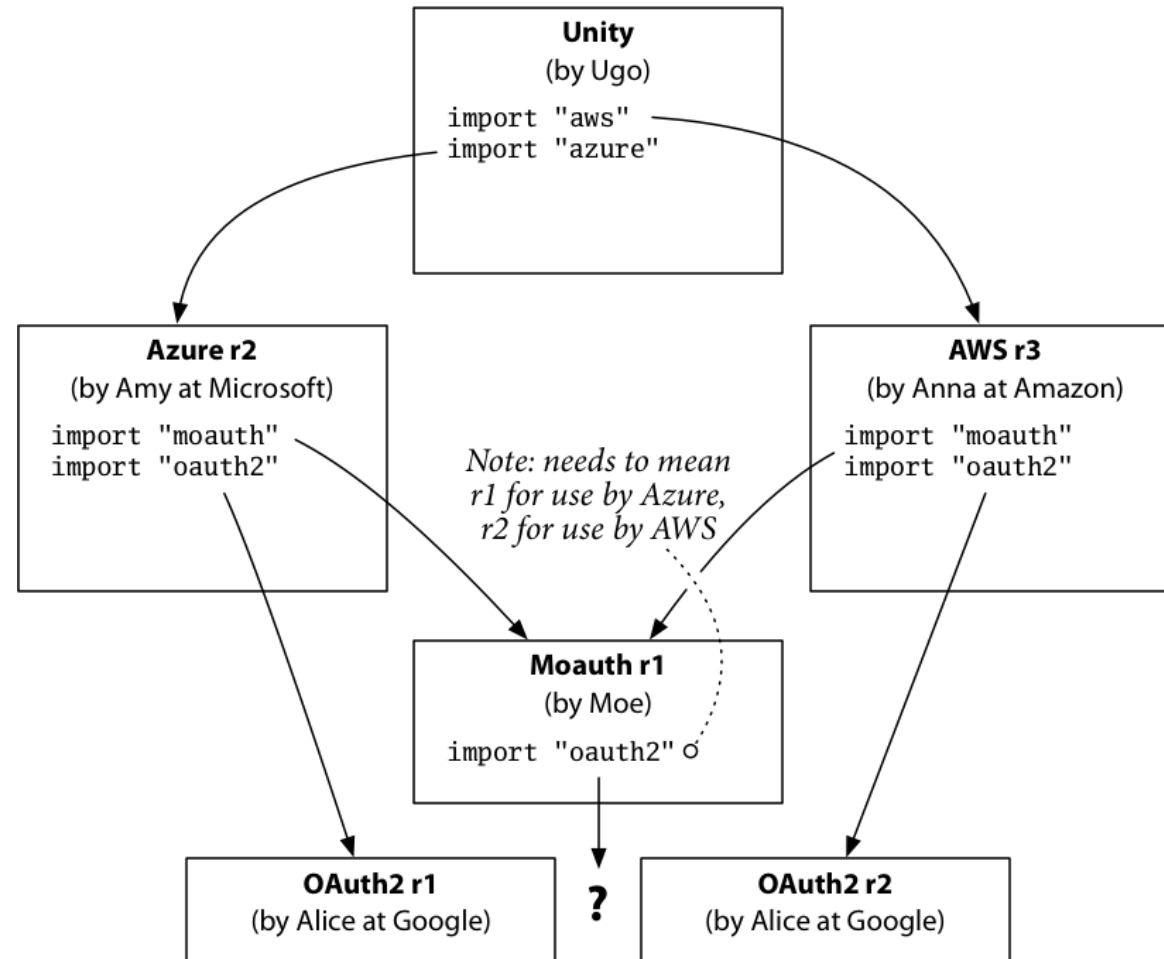 Unity
(by Ugo)
import "aws"
import "azure"
Azure r2
(by Amy at Microsoft)
import "moauth"
import "oauth2"
AWS r3
(by Anna at Amazon)
import "moauth"
import "oauth2"
Note: needs to mean
r1 for use by Azure,
r2 for use by AWS
Moauth r1
(by Moe)
import "oauth2"
OAuth2 r1
(by Alice at Google)
?
OAuth2 r2
(by Alice at Google)